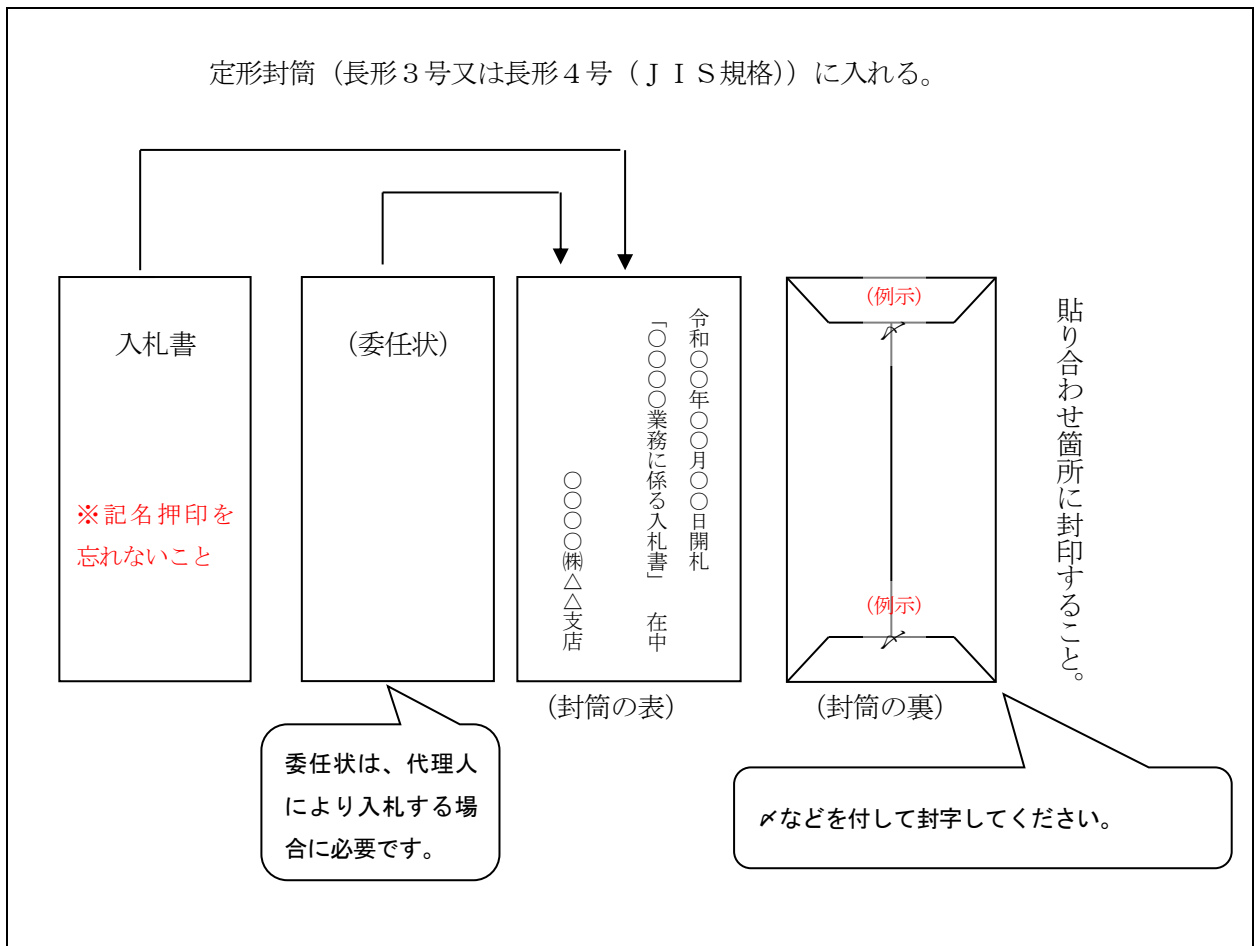 定形封筒（長形３号又は長形４号（ＪＩＳ規格））に入れる。
入札書
※記名押印を
忘れないこと
（委任状）
令和〇〇年〇〇月〇〇日開札
「〇〇〇〇業務に係る入札書」　在中
〇〇〇〇㈱△△支店
（封筒の表）
（例示）
〆
（例示）
〆
（封筒の裏）
貼り合わせ箇所に封印すること。
委任状は、代理人
により入札する場
合に必要です。
〆などを付して封字してください。